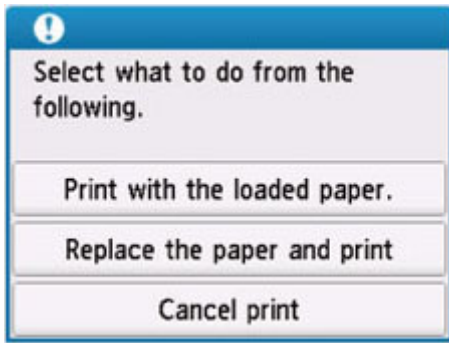 Select what to do from the
following.
Print with the loaded paper.
Replace the paper and print
Cancel print